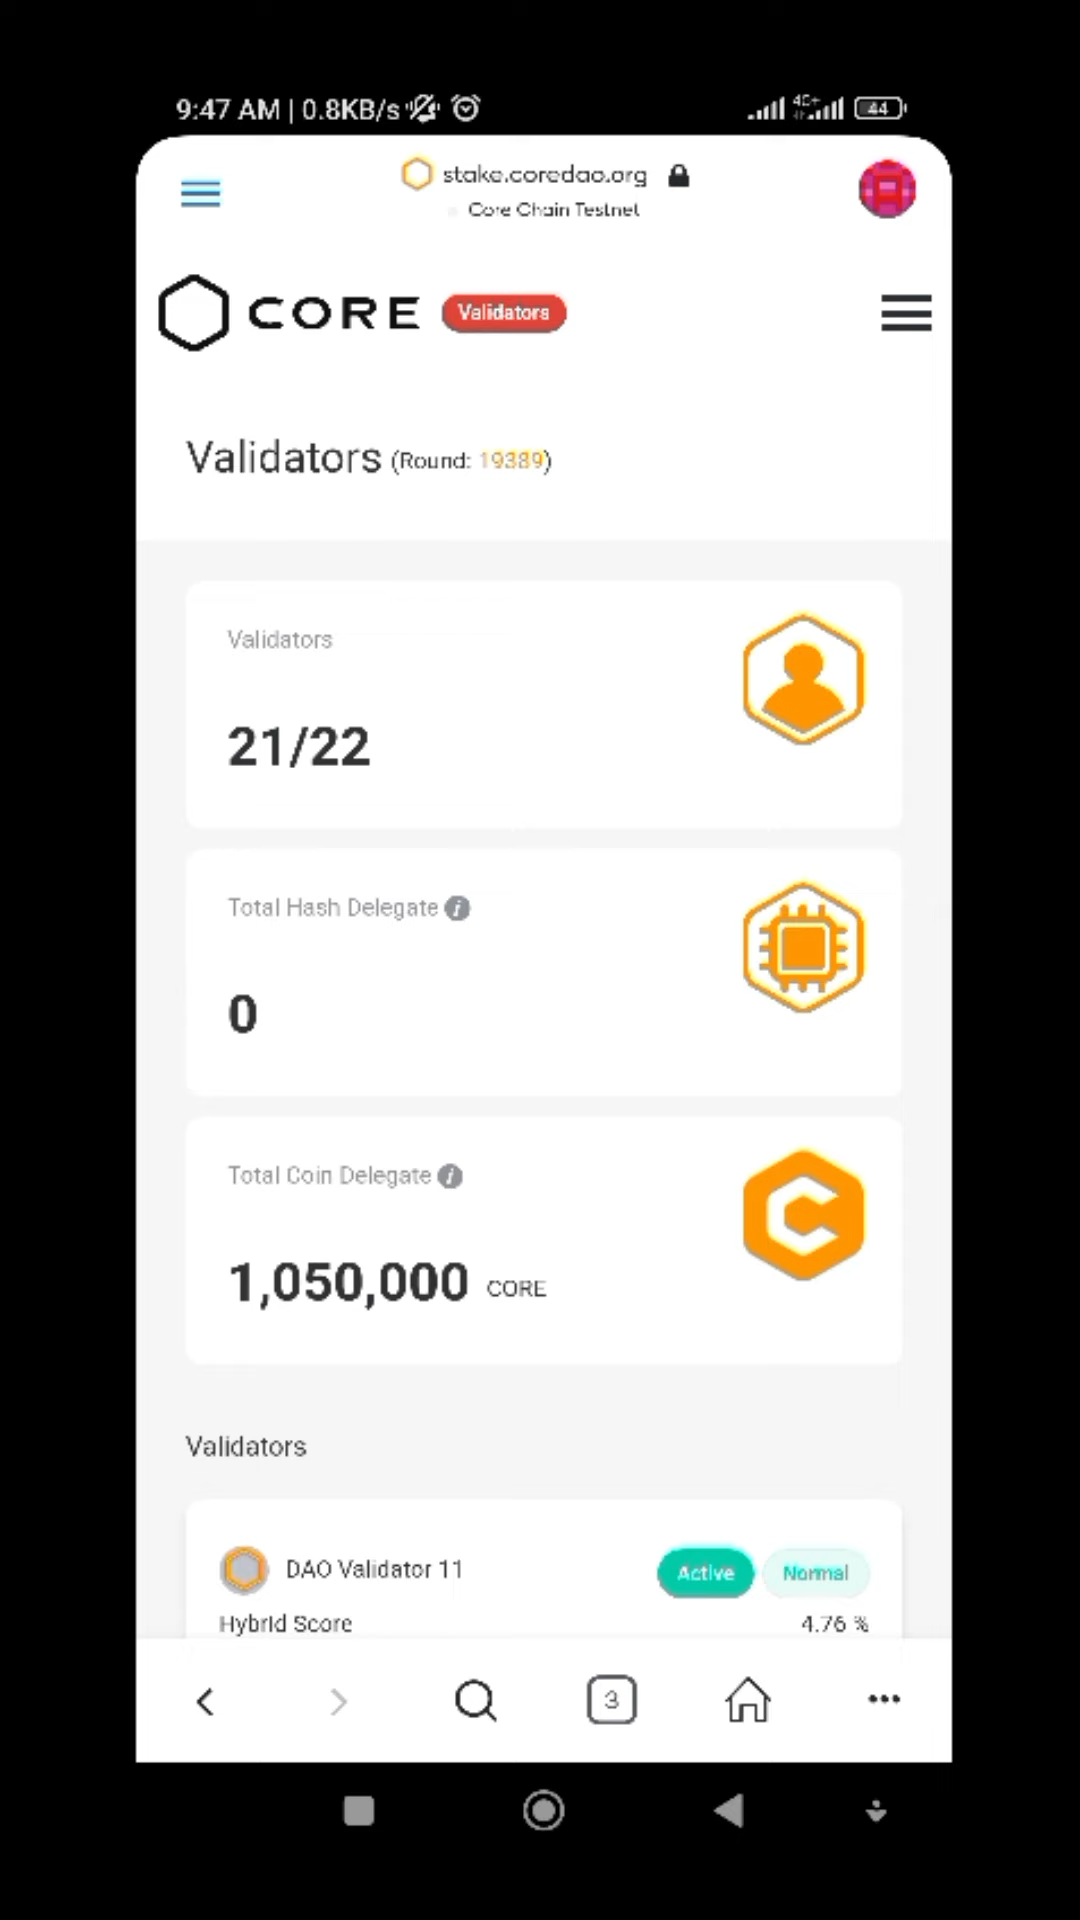 9:47 AM | 0.8KB/s
4G+
44
stake.coredao.org
Core Chain Testnet
CORE Validators
Validators (Round: 19389)
Validators
21/22
Total Hash Delegate
0
Total Coin Delegate
1,050,000 CORE
Validators
DAO Validator 11 Active Normal
Hybrid Score 4.76 %
3